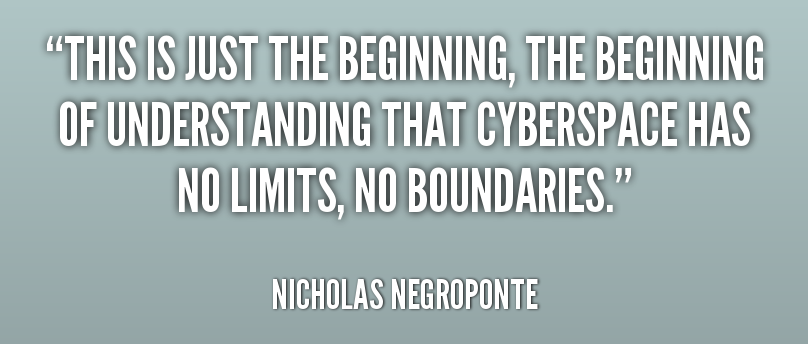 “THIS IS JUST THE BEGINNING, THE BEGINNING
OF UNDERSTANDING THAT CYBERSPACE HAS
NO LIMITS, NO BOUNDARIES.”
NICHOLAS NEGROPONTE